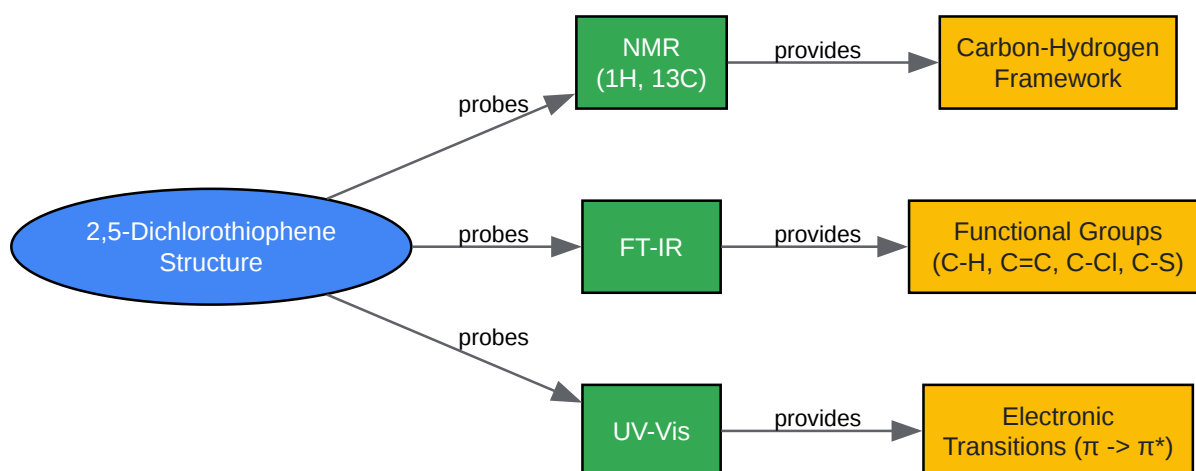 NMR
(1H, 13C)
provides
Carbon-Hydrogen
Framework
probes
2,5-Dichlorothiophene
Structure
probes
FT-IR
provides
Functional Groups
(C-H, C=C, C-Cl, C-S)
probes
UV-Vis
provides
Electronic
Transitions (π -> π*)